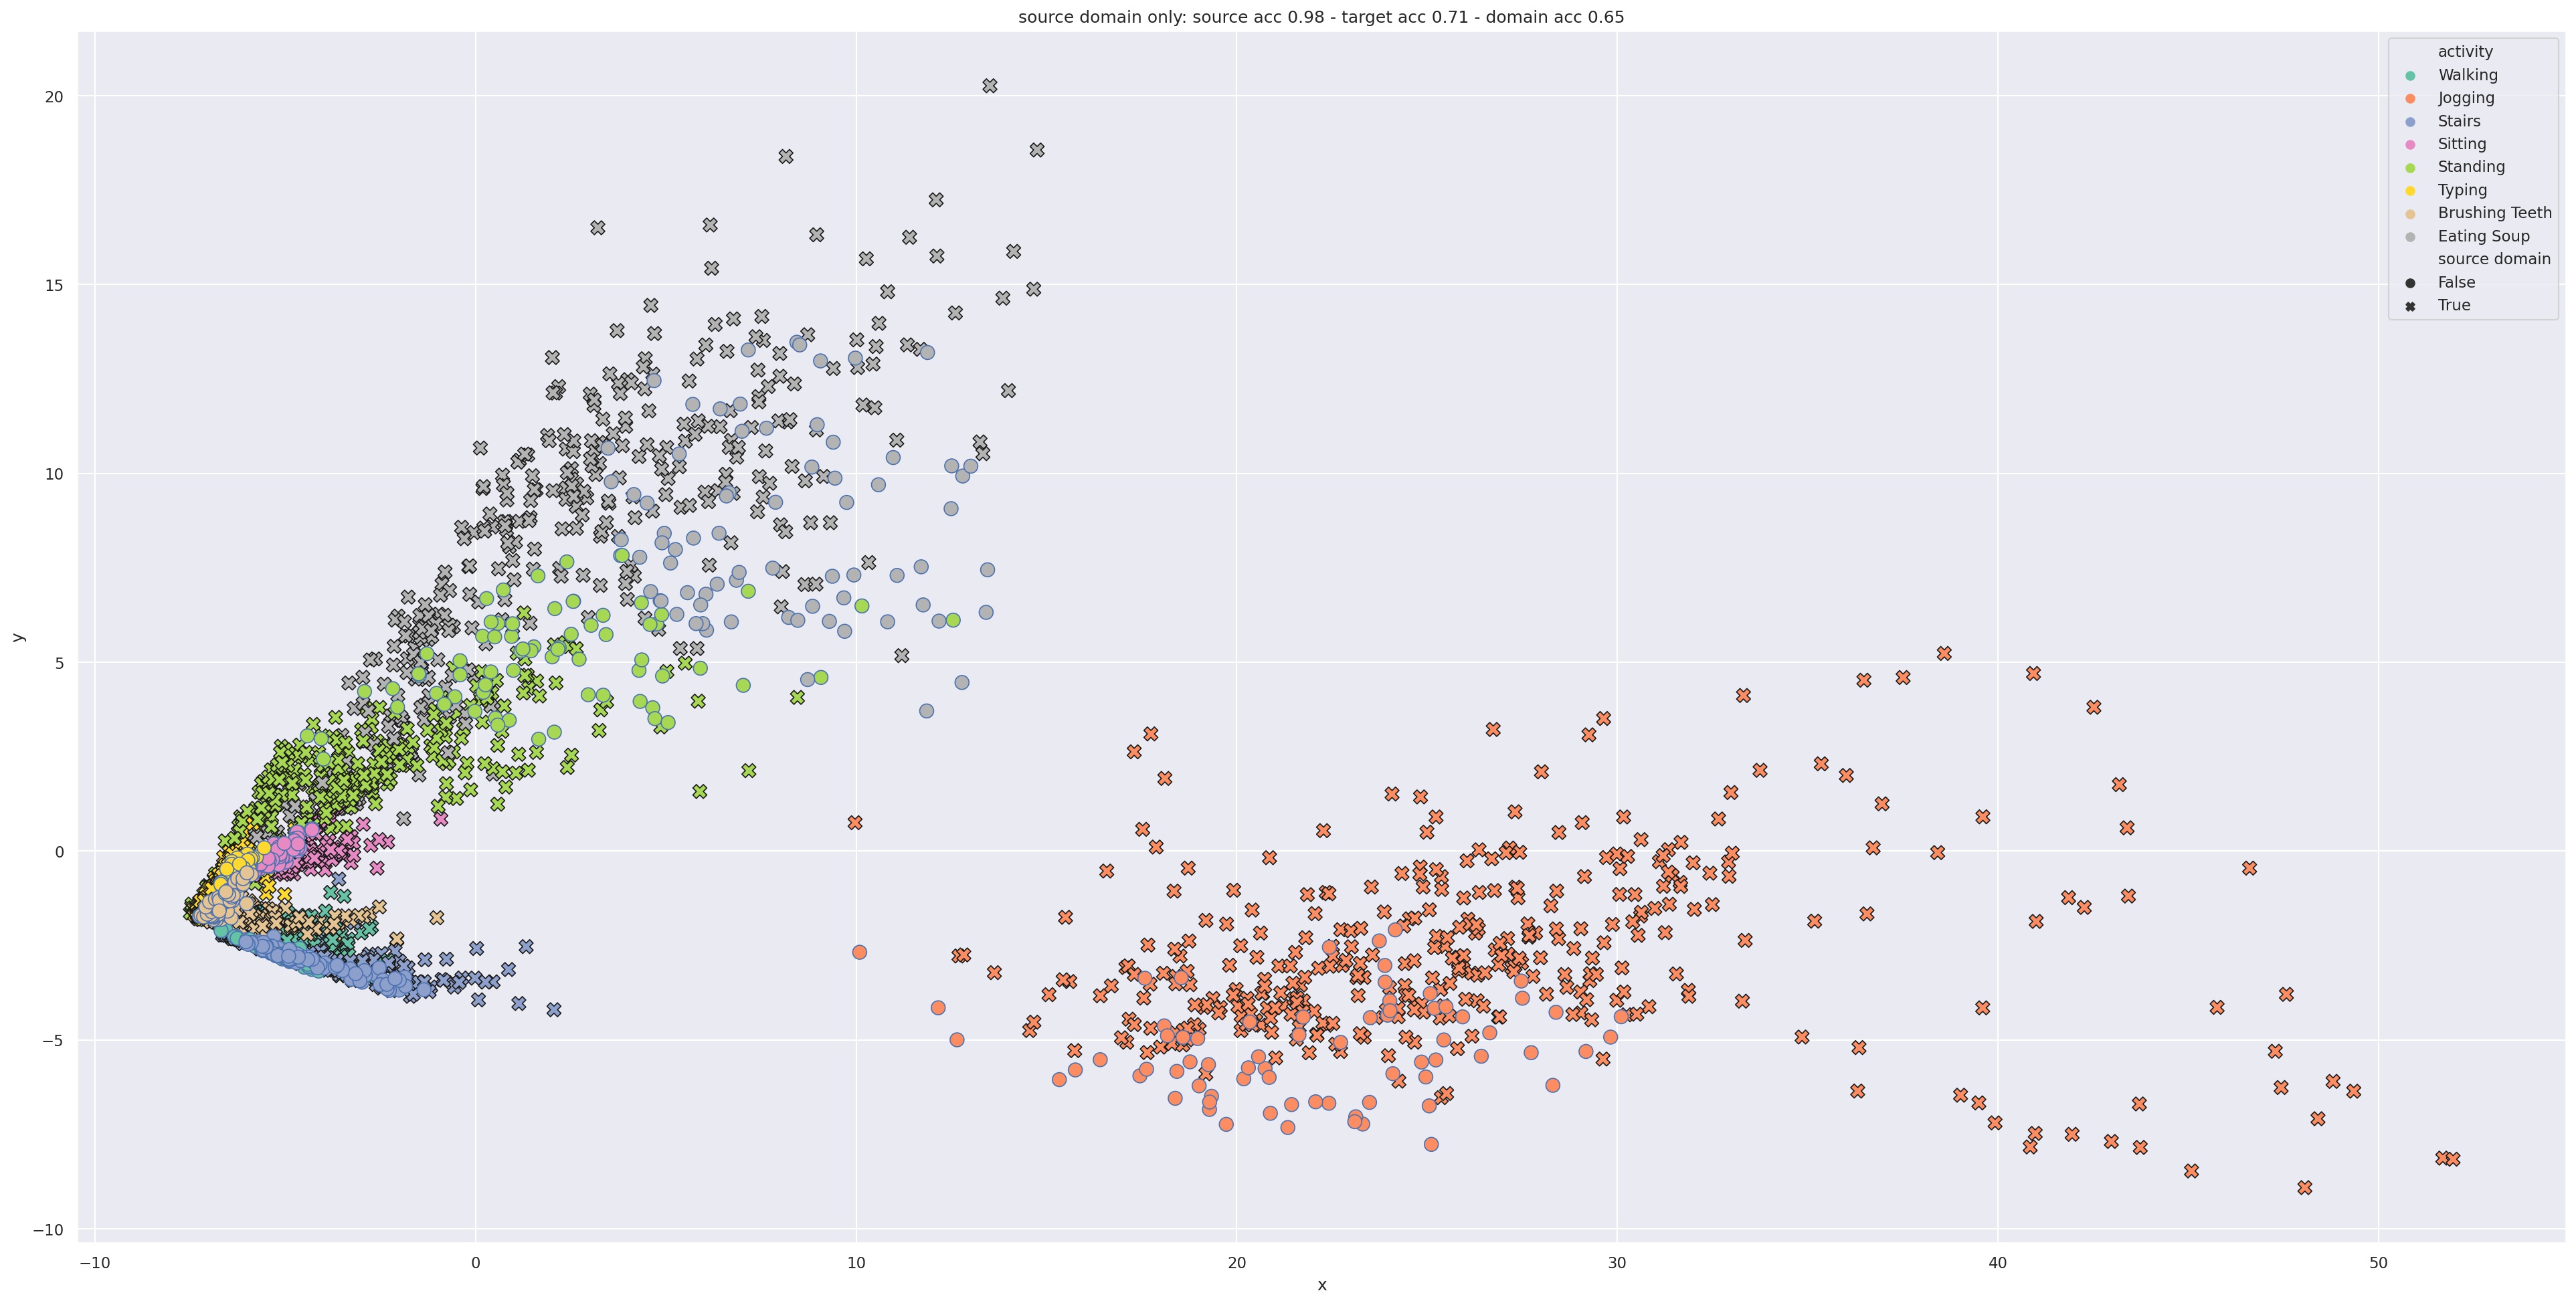 source domain only: source acc 0.98 - target acc 0.71 - domain acc 0.65
activity
Walking
Jogging
Stairs
Sitting
Standing
Typing
Brushing Teeth
Eating Soup
source domain
False
True
20
15
10
5
0
−5
−10
y
−10
0
10
20
30
40
50
x